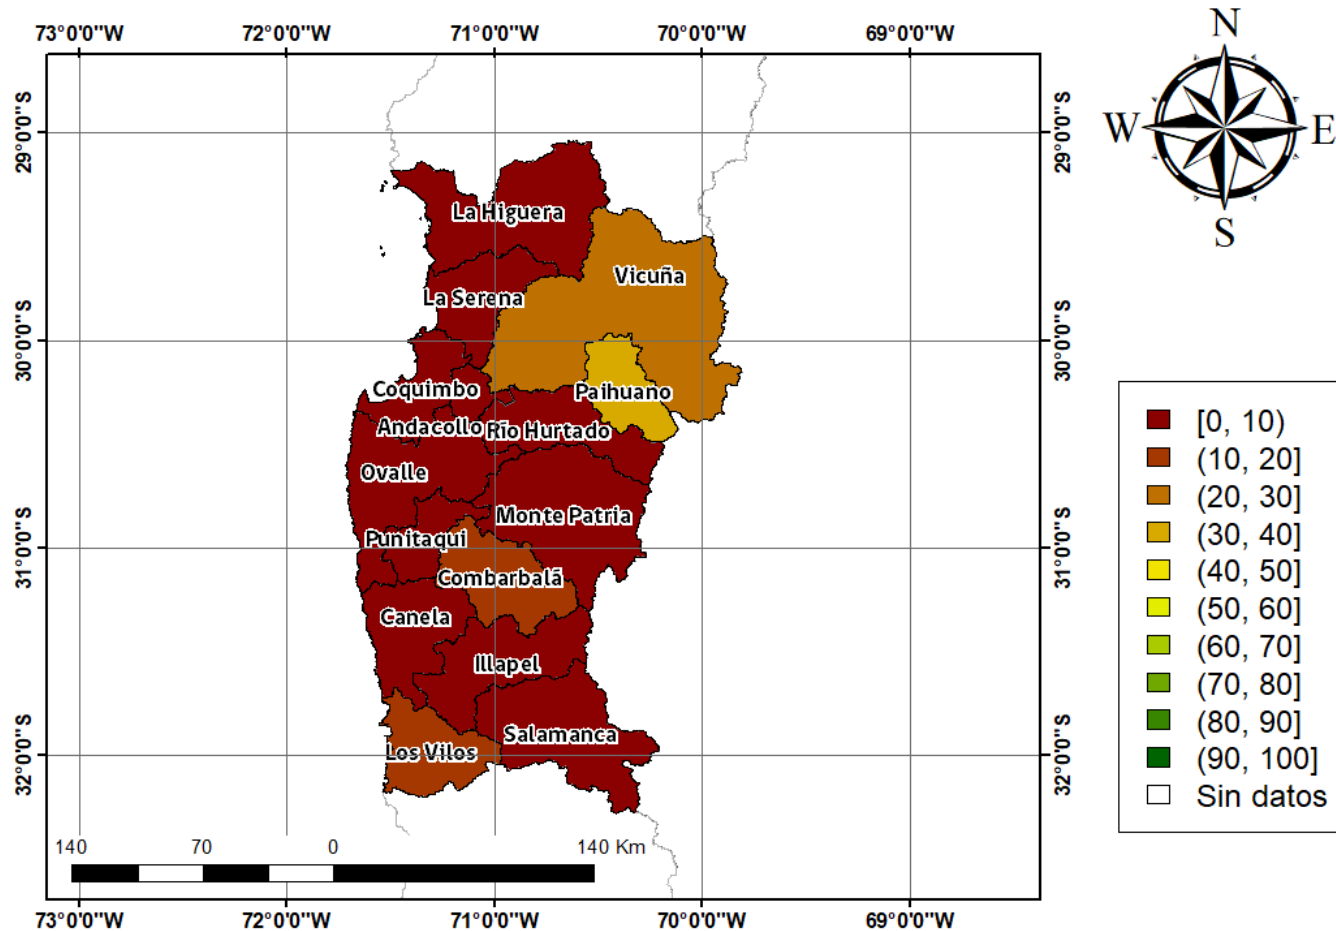 73°0'0"W 72°0'0"W 71°0'0"W 70°0'0"W 69°0'0"W
N
W E
S
29°0'0"S 29°0'0"S
La Higuera
Vicuña
La Serena
30°0'0"S 30°0'0"S
Coquimbo Paihuano
Andacollo Río Hurtado
Ovalle
Monte Patria
Punitaqui
31°0'0"S 31°0'0"S
Combarbalã
Canela
Illapel
Salamanca
Los Vilos
32°0'0"S 32°0'0"S
140 70 0 140 Km
73°0'0"W 72°0'0"W 71°0'0"W 70°0'0"W 69°0'0"W
[0, 10)
(10, 20]
(20, 30]
(30, 40]
(40, 50]
(50, 60]
(60, 70]
(70, 80]
(80, 90]
(90, 100]
Sin datos